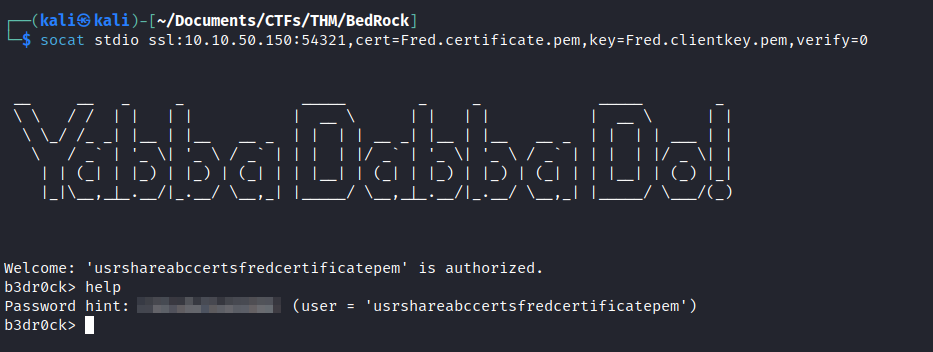 ┌──(kali㉿kali)-[~/Documents/CTFs/THM/BedRock]
└─$ socat stdio ssl:10.10.50.150:54321,cert=Fred.certificate.pem,key=Fred.clientkey.pem,verify=0
Yabba Dabba Do!
Welcome: 'usrshareabccertsfredcertificatepem' is authorized.
b3dr0ck> help
Password hint: (user = 'usrshareabccertsfredcertificatepem')
b3dr0ck>